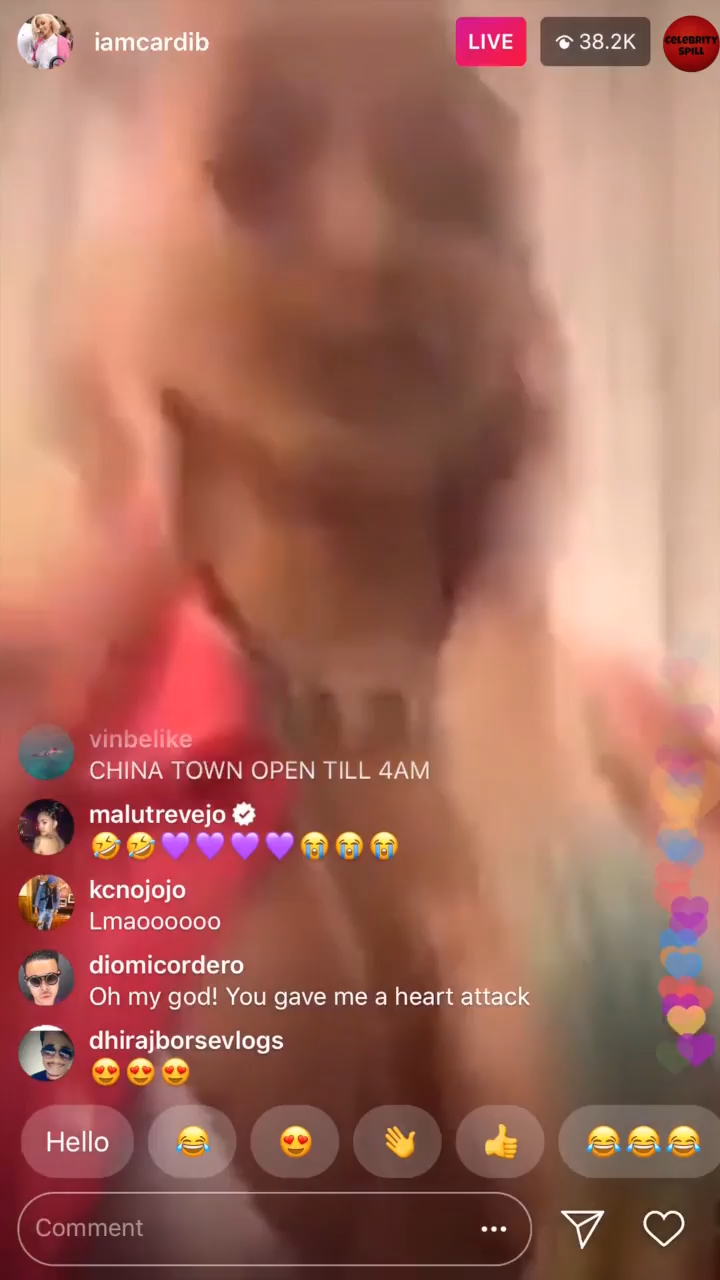 iamcardib
LIVE
38.2K
CELEBRITY
SPILL
vinbelike
CHINA TOWN OPEN TILL 4AM
malutrevejo
🤣🤣💜💜💜💜😭😭😭
kcnojojo
Lmaoooooo
diomicordero
Oh my god! You gave me a heart attack
dhirajborsevlogs
😍😍😍
Hello 😂 😍 👋 👍 😂😂😂
Comment